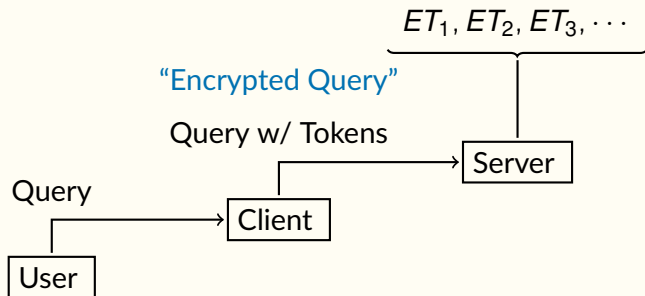 ET₁, ET₂, ET₃, ···
“Encrypted Query”
Query w/ Tokens
Server
Query
Client
User